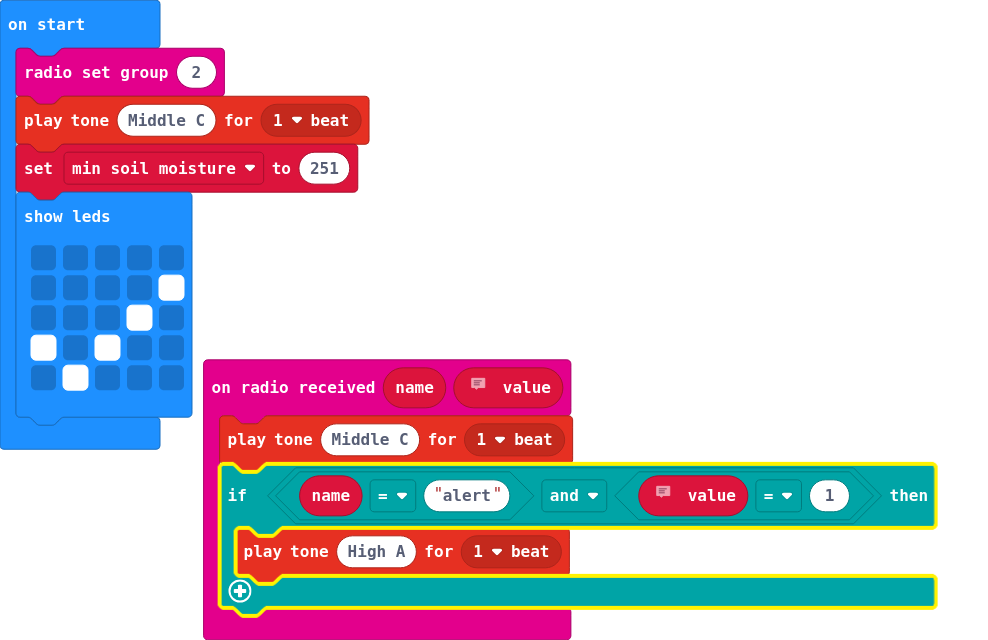 on start
radio set group 2
play tone Middle C for 1 beat
set min soil moisture to 251
show leds
on radio received name value
play tone Middle C for 1 beat
if name = "alert" and value = 1 then
play tone High A for 1 beat